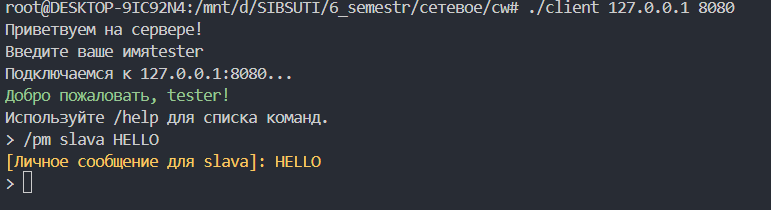 root@DESKTOP-9IC92N4:/mnt/d/SIBSUTI/6_semestr/сетевое/cw# ./client 127.0.0.1 8080
Приветвуем на сервере!
Введите ваше имяtester
Подключаемся к 127.0.0.1:8080...
Добро пожаловать, tester!
Используйте /help для списка команд.
> /pm slava HELLO
[Личное сообщение для slava]: HELLO
>